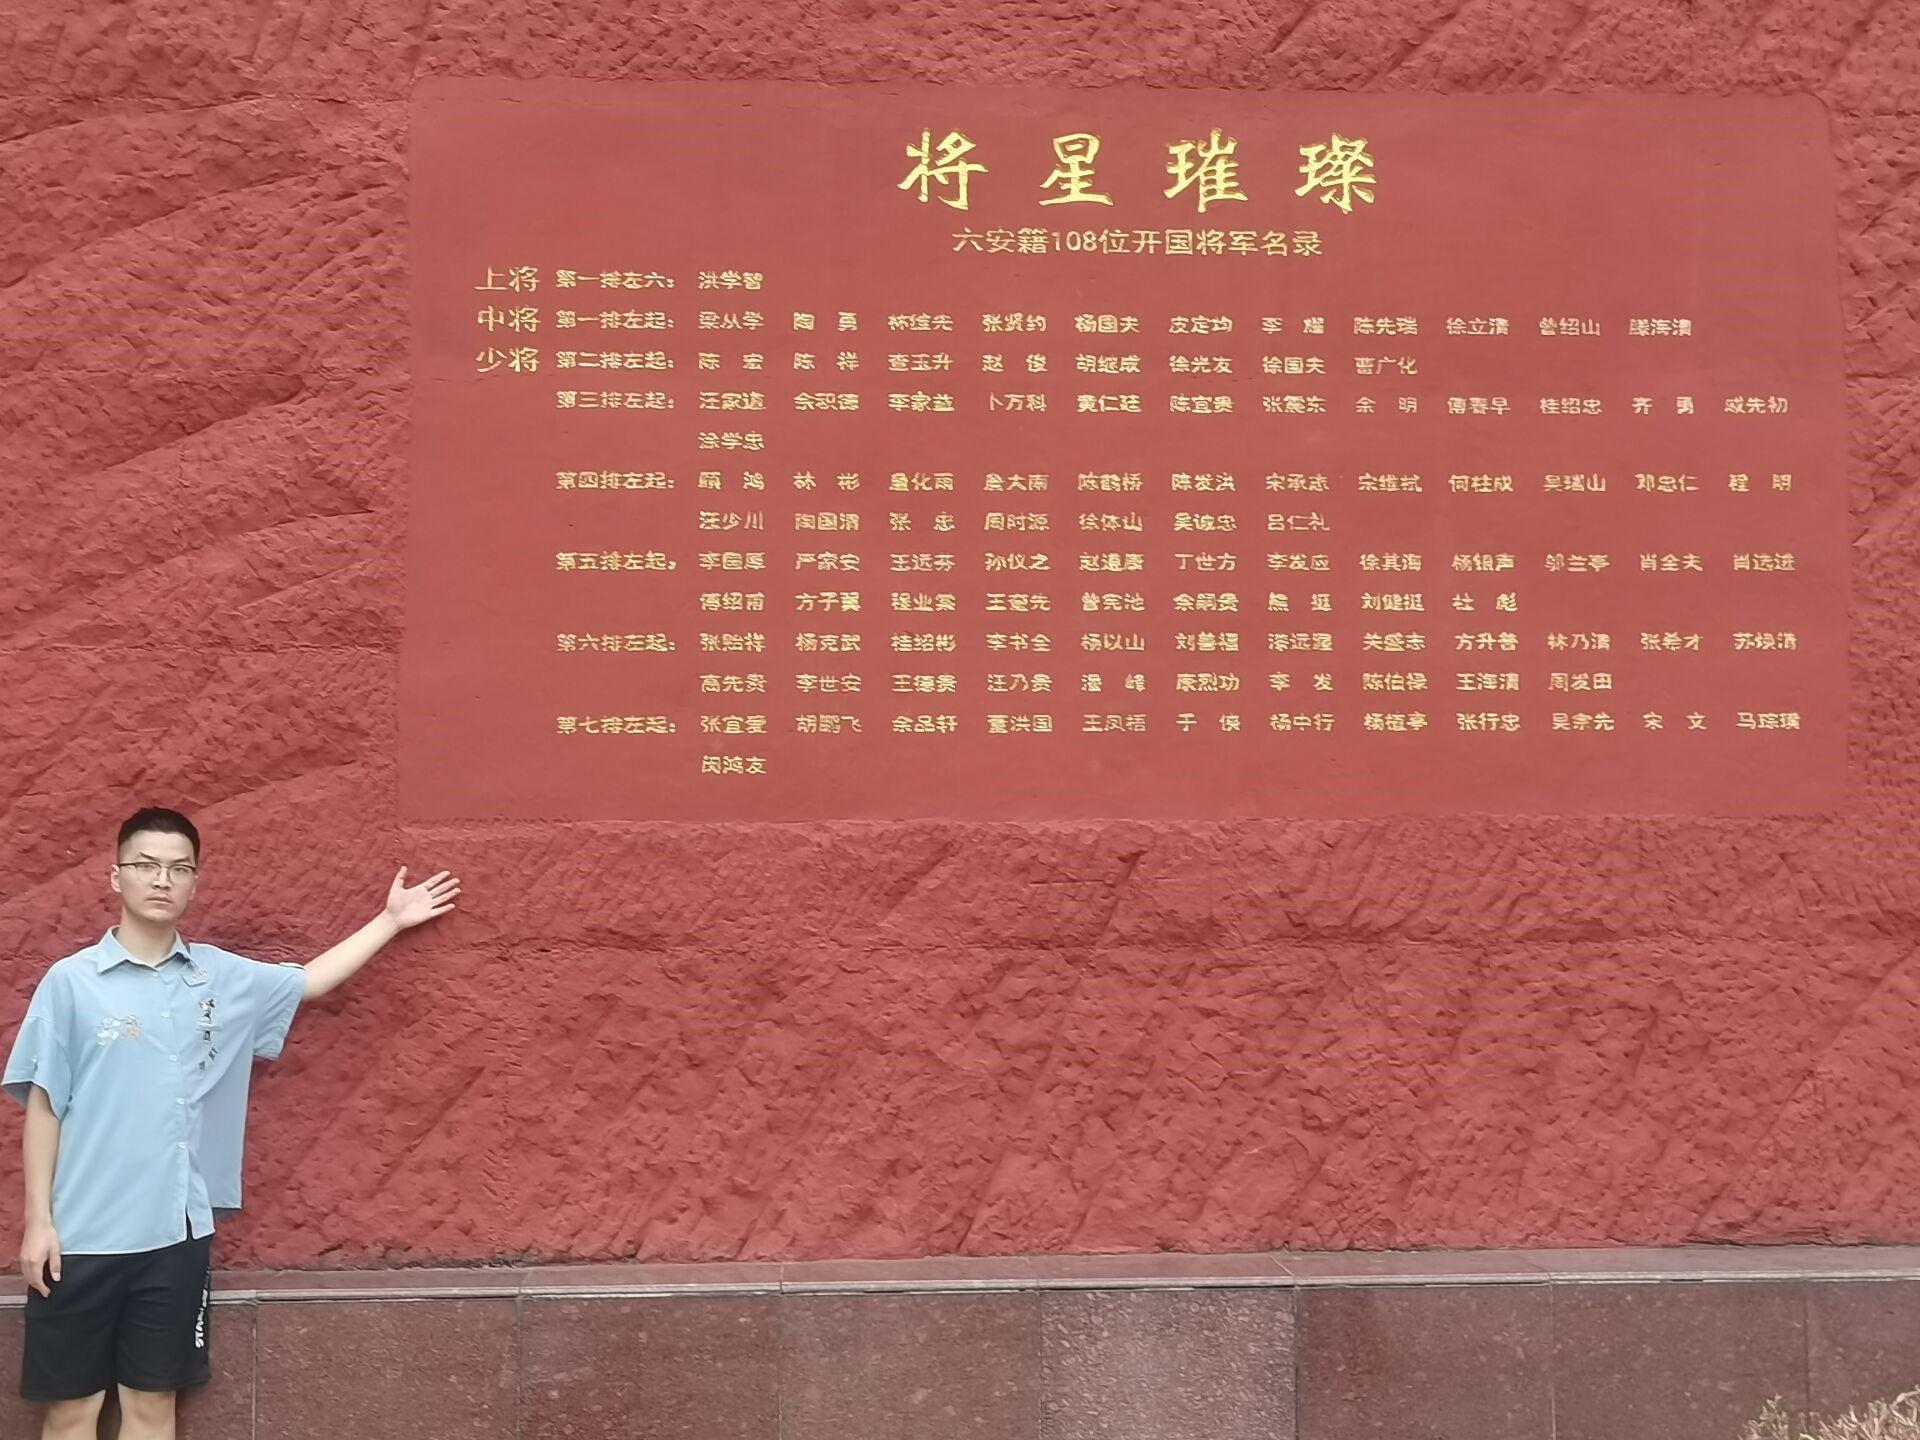 将星璀璨
六安籍108位开国将军名录
上将 第一排左六: 洪学智
中将 第一排左起: 梁从学 陶勇 林维先 张贤约 杨国夫 皮定均 李耀 陈先瑞 徐立清 曾绍山 滕海清
少将 第二排左起: 陈宏 陈祥 查玉升 赵俊 胡继成 徐光友 徐国夫 曹广化
第三排左起: 汪家道 余积德 李家益 卜万科 黄仁廷 陈宜贵 张震东 余明 傅春早 桂绍忠 齐勇 戚先初
涂学忠
第四排左起: 顾鸿 林彬 詹化雨 詹大南 陈鹤桥 陈发洪 宋承志 宗维栻 何柱成 吴瑞山 邓忠仁 程明
汪少川 陶国清 张忠 周时源 徐体山 吴诚忠 吕仁礼
第五排左起: 李国厚 严家安 王远芬 孙仪之 赵遵康 丁世方 李发应 徐其海 杨银声 邬兰亭 肖全夫 肖选进
傅绍甫 方子翼 程业棠 王奎先 曾宪池 余嗣贵 熊挺 刘健挺 杜彪
第六排左起: 张贻祥 杨克武 桂绍彬 李书全 杨以山 刘善福 漆远渥 关盛志 方升普 林乃清 张希才 苏焕清
高先贵 李世安 王德贵 汪乃贵 潘峰 康烈功 李发 陈伯禄 王海清 周发田
第七排左起: 张宜爱 胡鹏飞 余品轩 董洪国 王凤梧 于侠 杨中行 杨植亭 张行忠 吴宗先 宋文 马琮璜
闵鸿友